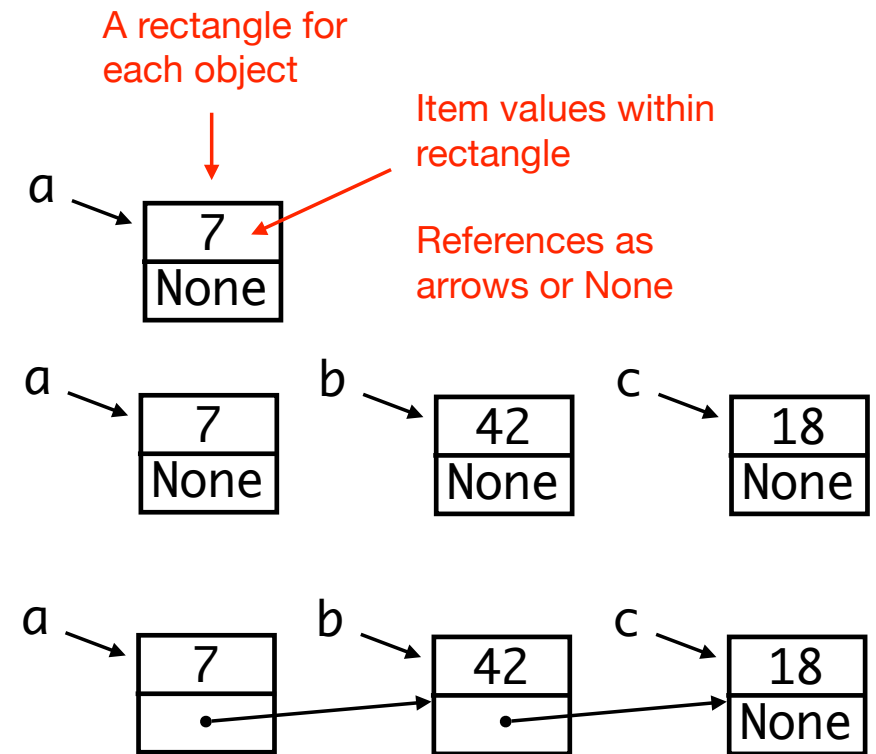 A rectangle for
each object
Item values within
rectangle
a
7
References as
None
arrows or None
a
b
c
7
42
18
None
None
None
a
b
c
7
42
18
None